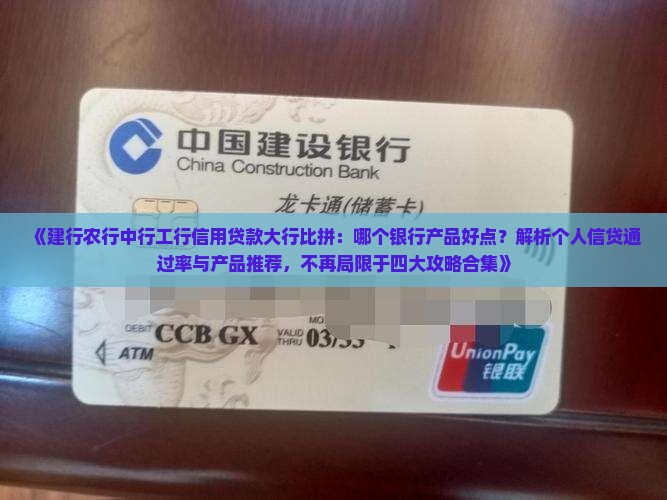 中国建设银行
China Construction Bank
龙卡通(储蓄卡)
《建行农行中行工行信用贷款大行比拼：哪个银行产品好点？解析个人信贷通
过率与产品推荐，不再局限于四大攻略合集》
MO
DEBIT CCB GX VALID THRU 03/
ATM
UnionPay
银联